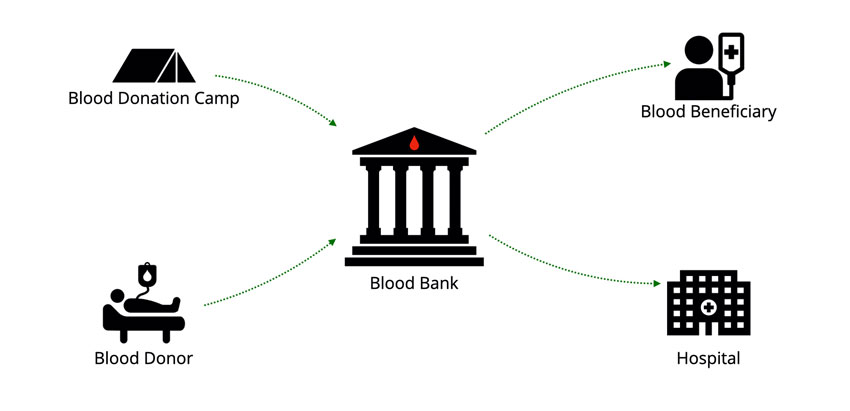 Blood Donation Camp
Blood Beneficiary
Blood Bank
Blood Donor
Hospital